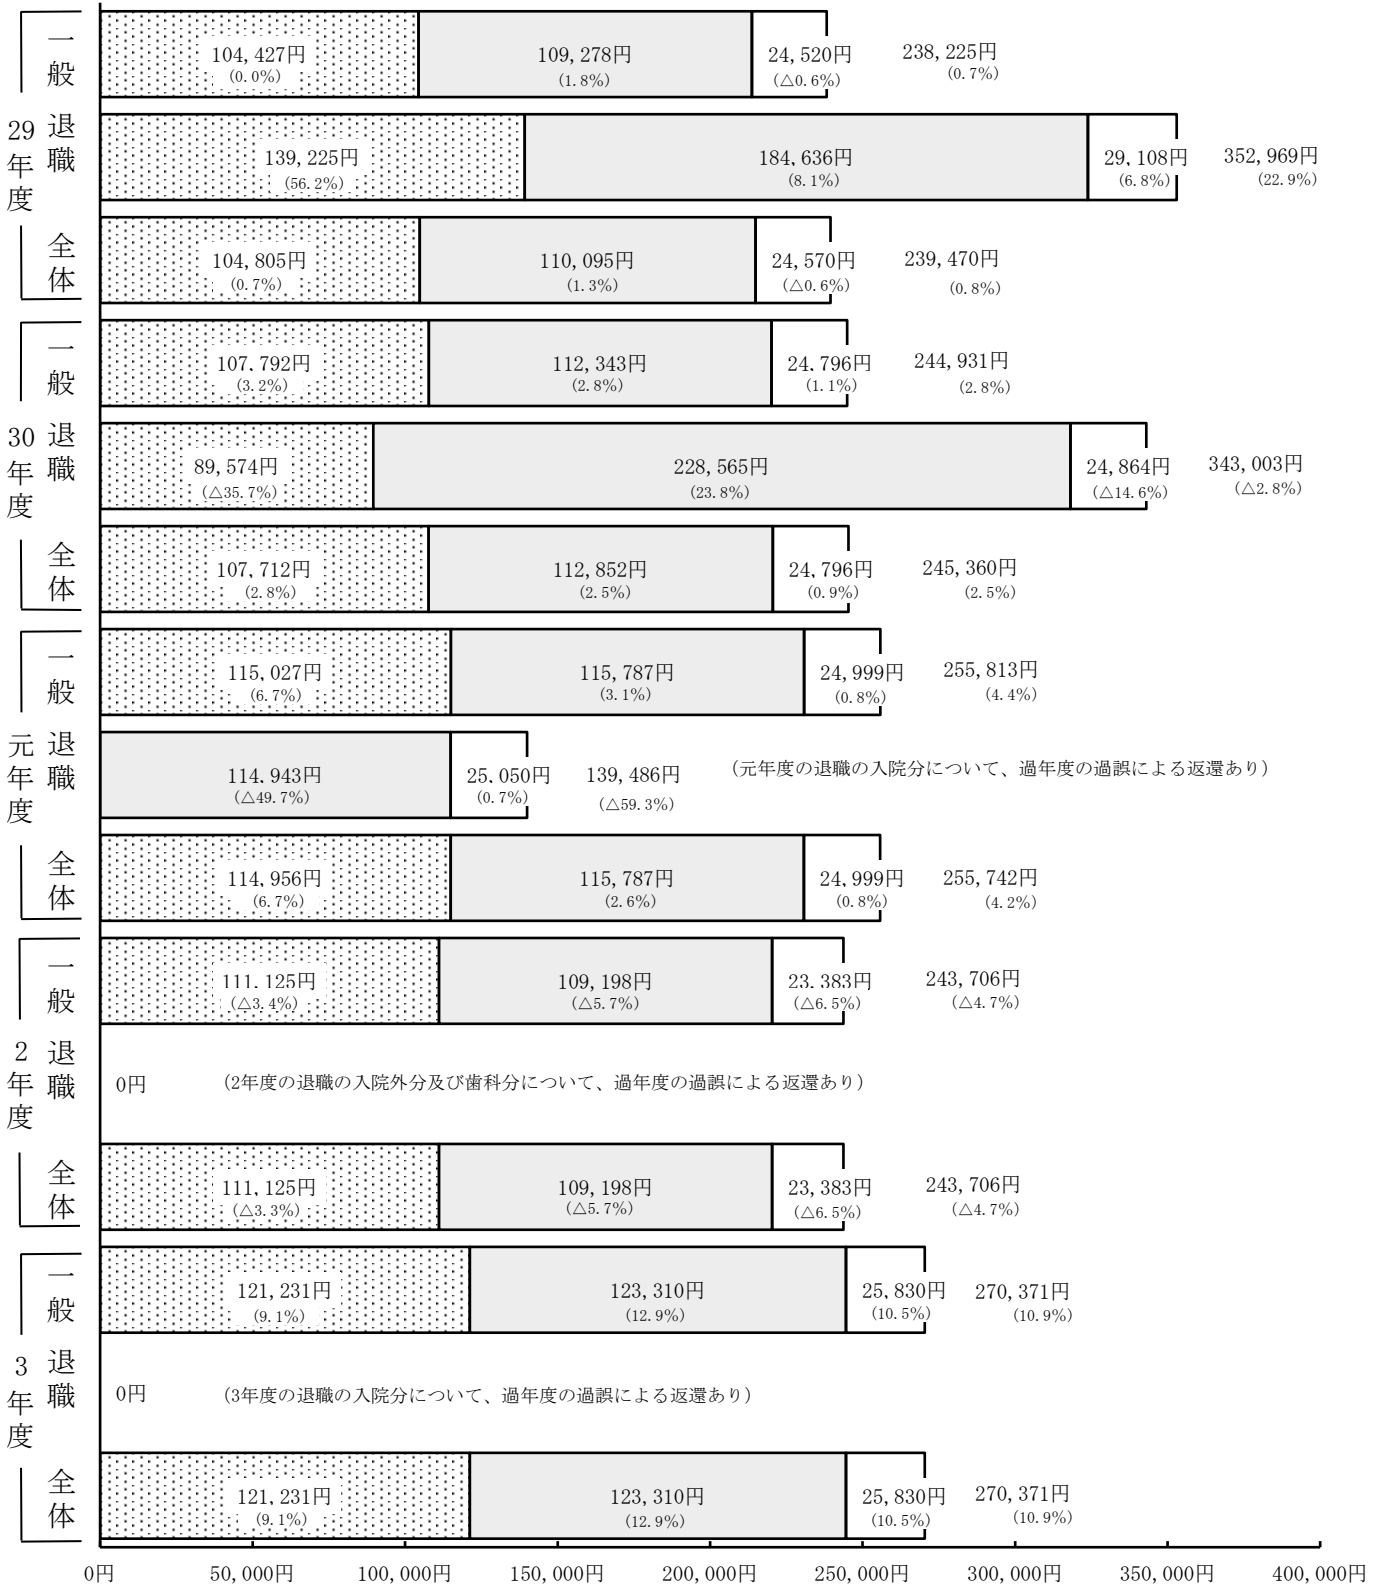 29年度
一般
104,427円
(0.0%)
109,278円
(1.8%)
24,520円
(△0.6%)
238,225円
(0.7%)
退職
139,225円
(56.2%)
184,636円
(8.1%)
29,108円
(6.8%)
352,969円
(22.9%)
全体
104,805円
(0.7%)
110,095円
(1.3%)
24,570円
(△0.6%)
239,470円
(0.8%)
30年度
一般
107,792円
(3.2%)
112,343円
(2.8%)
24,796円
(1.1%)
244,931円
(2.8%)
退職
89,574円
(△35.7%)
228,565円
(23.8%)
24,864円
(△14.6%)
343,003円
(△2.8%)
全体
107,712円
(2.8%)
112,852円
(2.5%)
24,796円
(0.9%)
245,360円
(2.5%)
元年度
一般
115,027円
(6.7%)
115,787円
(3.1%)
24,999円
(0.8%)
255,813円
(4.4%)
退職
114,943円
(△49.7%)
25,050円
(0.7%)
139,486円
(△59.3%)
(元年度の退職の入院分について、過年度の過誤による返還あり)
全体
114,956円
(6.7%)
115,787円
(2.6%)
24,999円
(0.8%)
255,742円
(4.2%)
2年度
一般
111,125円
(△3.4%)
109,198円
(△5.7%)
23,383円
(△6.5%)
243,706円
(△4.7%)
退職
0円
(2年度の退職の入院外分及び歯科分について、過年度の過誤による返還あり)
全体
111,125円
(△3.3%)
109,198円
(△5.7%)
23,383円
(△6.5%)
243,706円
(△4.7%)
3年度
一般
121,231円
(9.1%)
123,310円
(12.9%)
25,830円
(10.5%)
270,371円
(10.9%)
退職
0円
(3年度の退職の入院分について、過年度の過誤による返還あり)
全体
121,231円
(9.1%)
123,310円
(12.9%)
25,830円
(10.5%)
270,371円
(10.9%)
0円 50,000円 100,000円 150,000円 200,000円 250,000円 300,000円 350,000円 400,000円